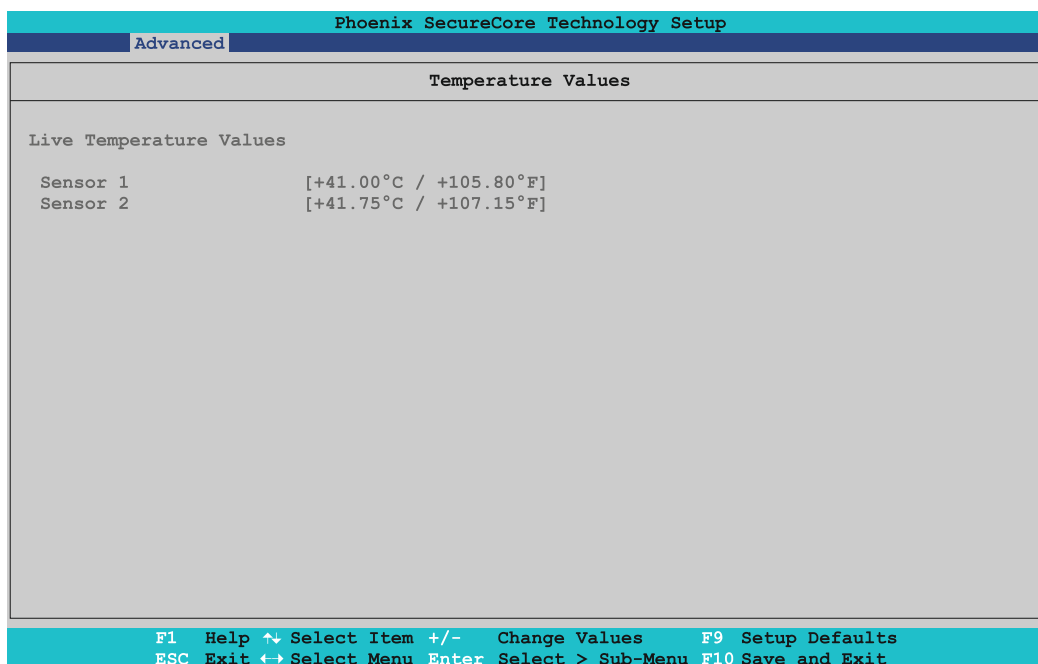 Phoenix SecureCore Technology Setup
Advanced
Temperature Values
Live Temperature Values
Sensor 1 [+41.00°C / +105.80°F]
Sensor 2 [+41.75°C / +107.15°F]
F1 Help ↑↓ Select Item +/- Change Values F9 Setup Defaults
ESC Exit ←→ Select Menu Enter Select > Sub-Menu F10 Save and Exit